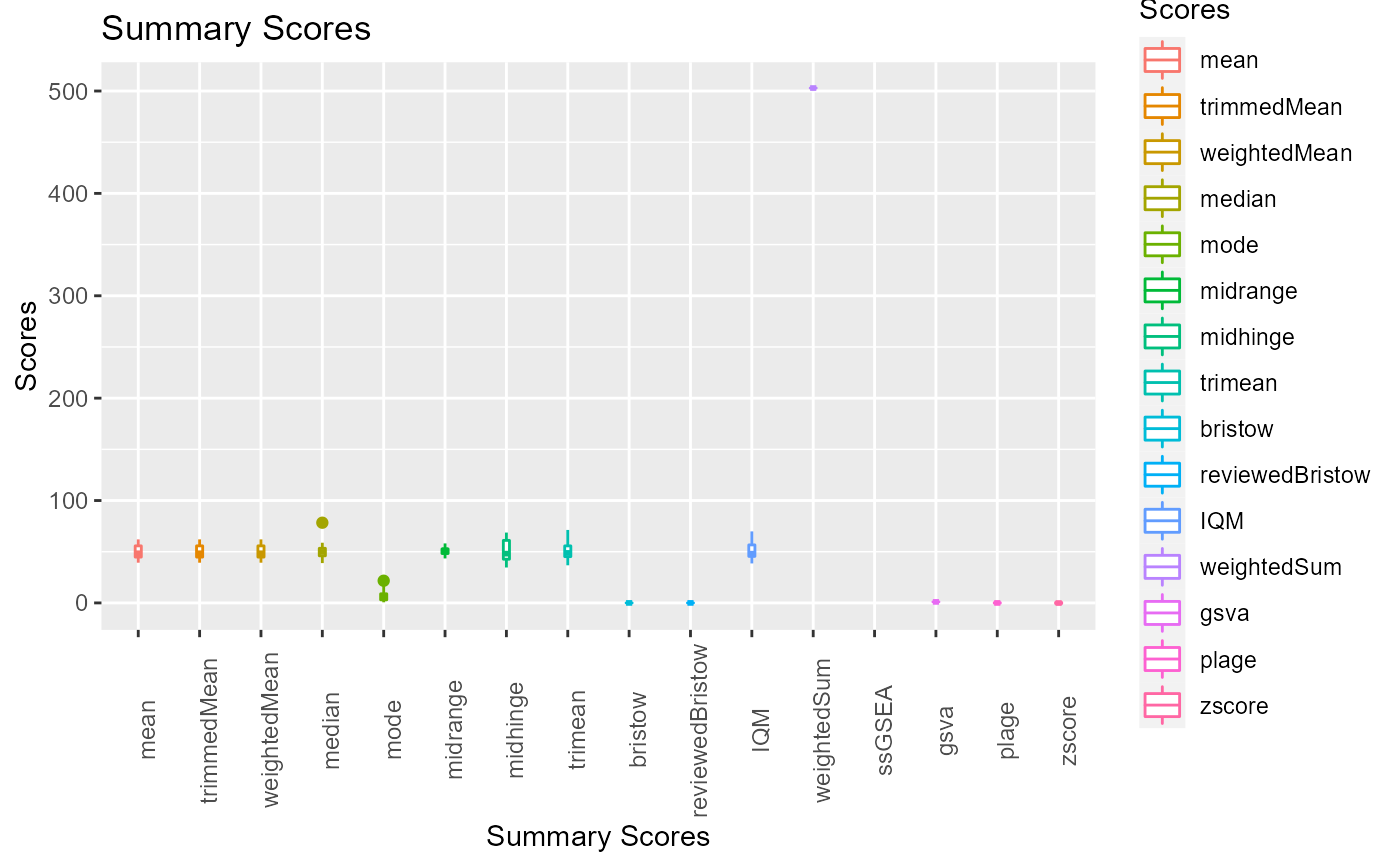 Summary Scores
Scores
500
400
300
200
100
0
Scores
mean
trimmedMean
weightedMean
median
mode
midrange
midhinge
trimean
bristow
reviewedBristow
IQM
weightedSum
ssGSEA
gsva
plage
zscore
Summary Scores
mean
trimmedMean
weightedMean
median
mode
midrange
midhinge
trimean
bristow
reviewedBristow
IQM
weightedSum
gsva
plage
zscore